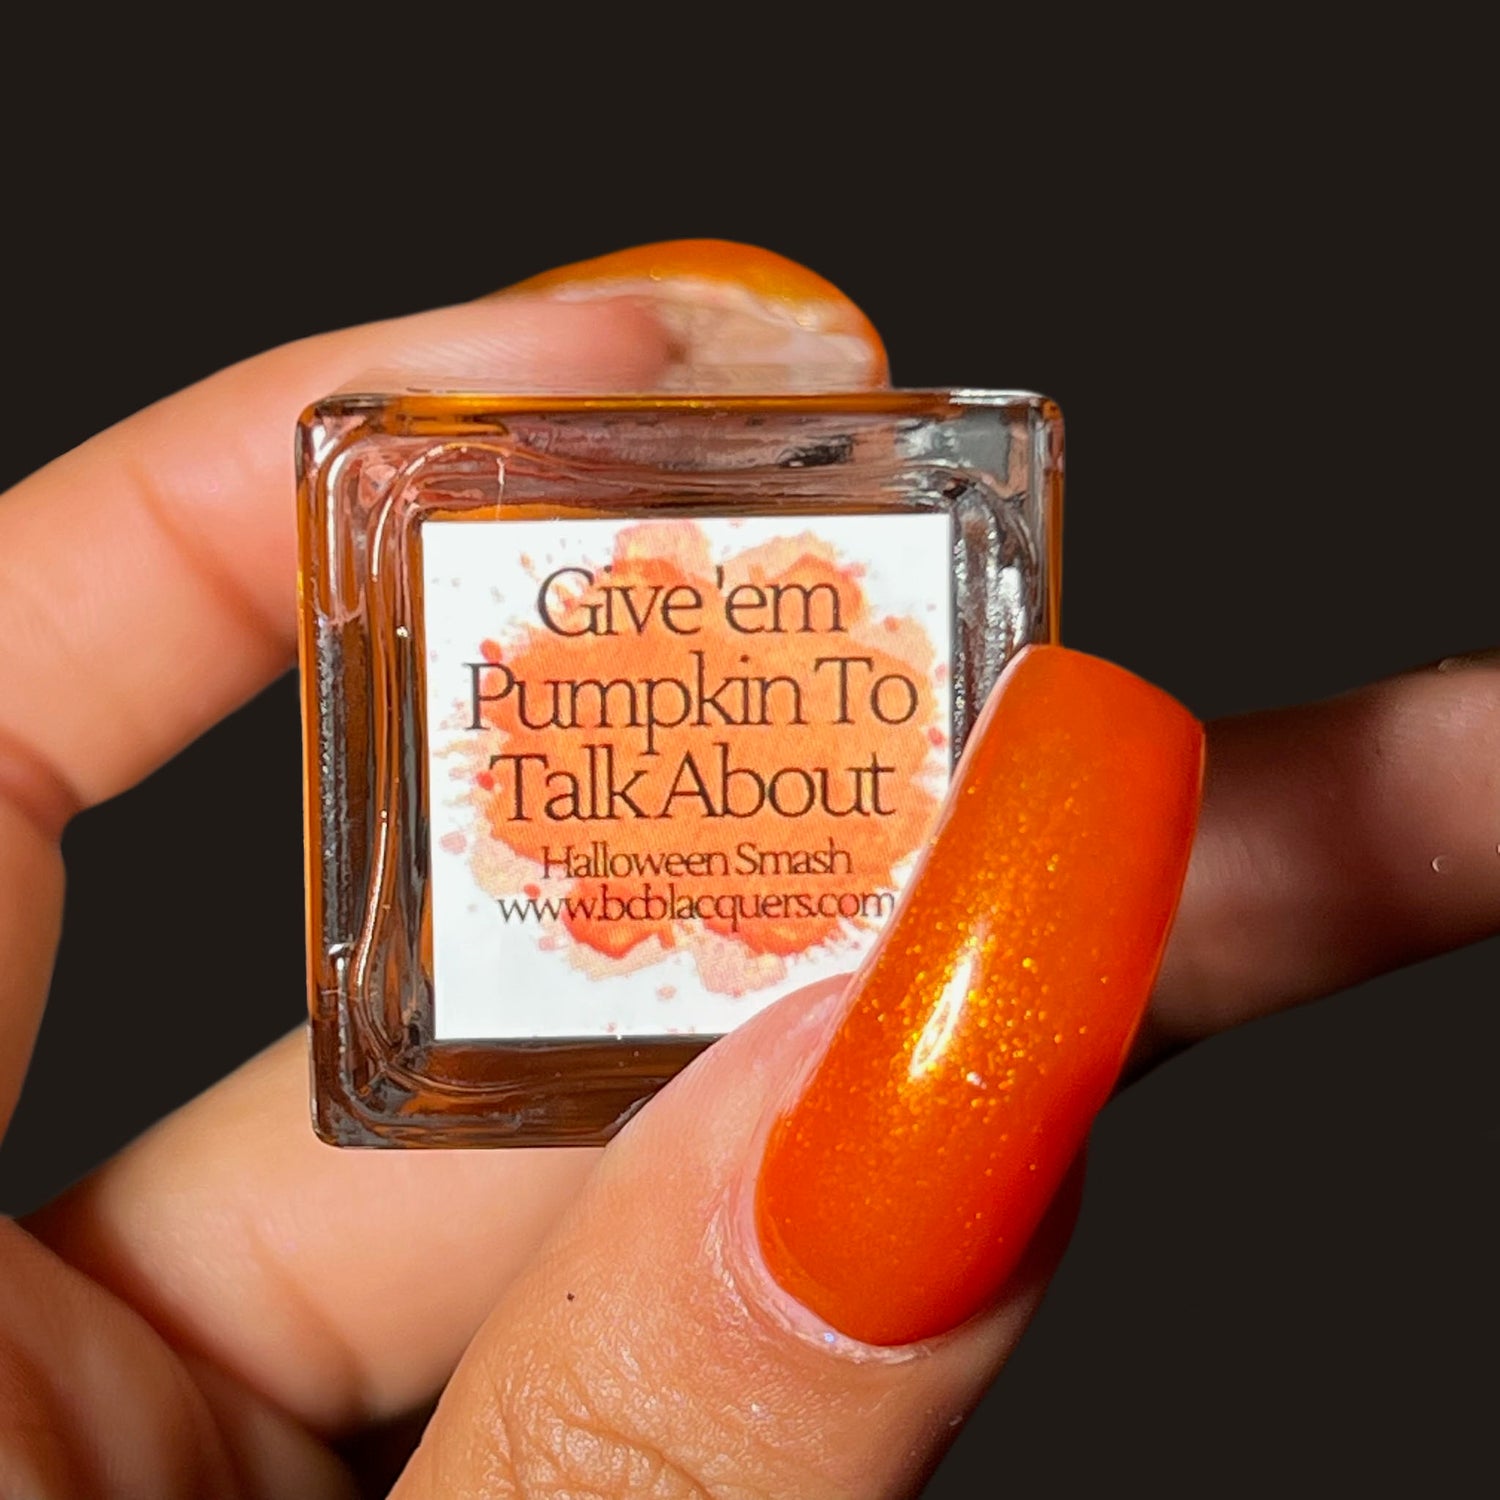 Give 'em
Pumpkin To
Talk About
Halloween Smash
www.bcblacquers.com